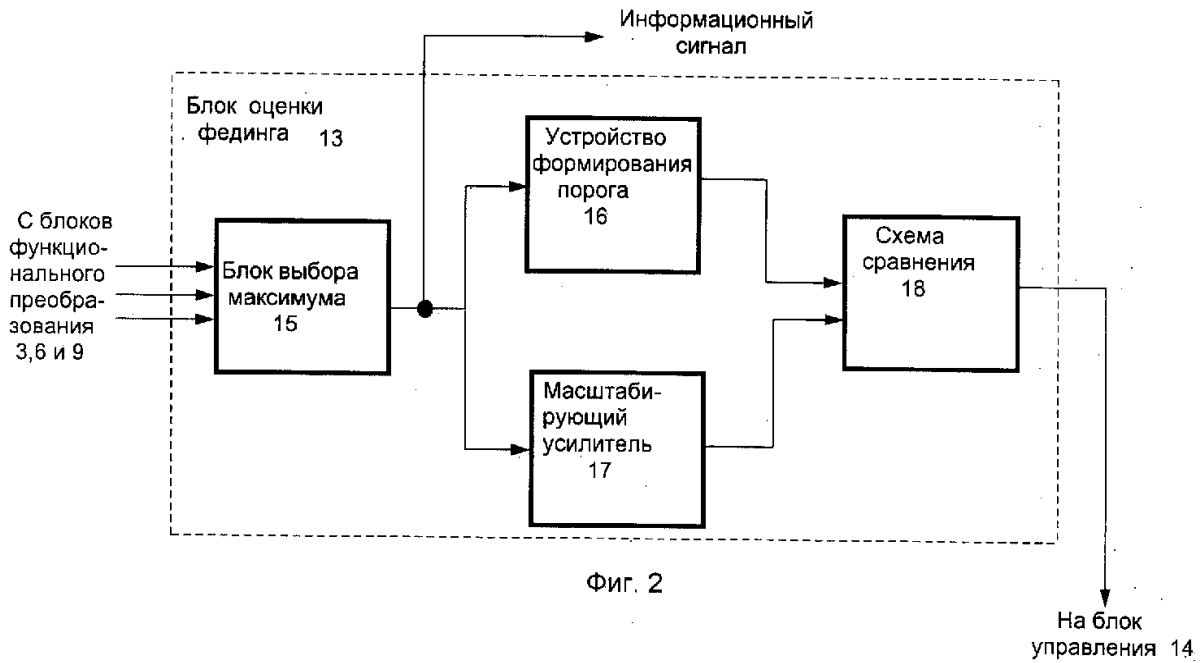 Информационный
сигнал
Блок оценки
фединга 13
Устройство
формирования
порога
16
С блоков
функцио-
нального
преобра-
зования
3,6 и 9
Блок выбора
максимума
15
Схема
сравнения
18
Масштаби-
рующий
усилитель
17
Фиг. 2
На блок
управления 14